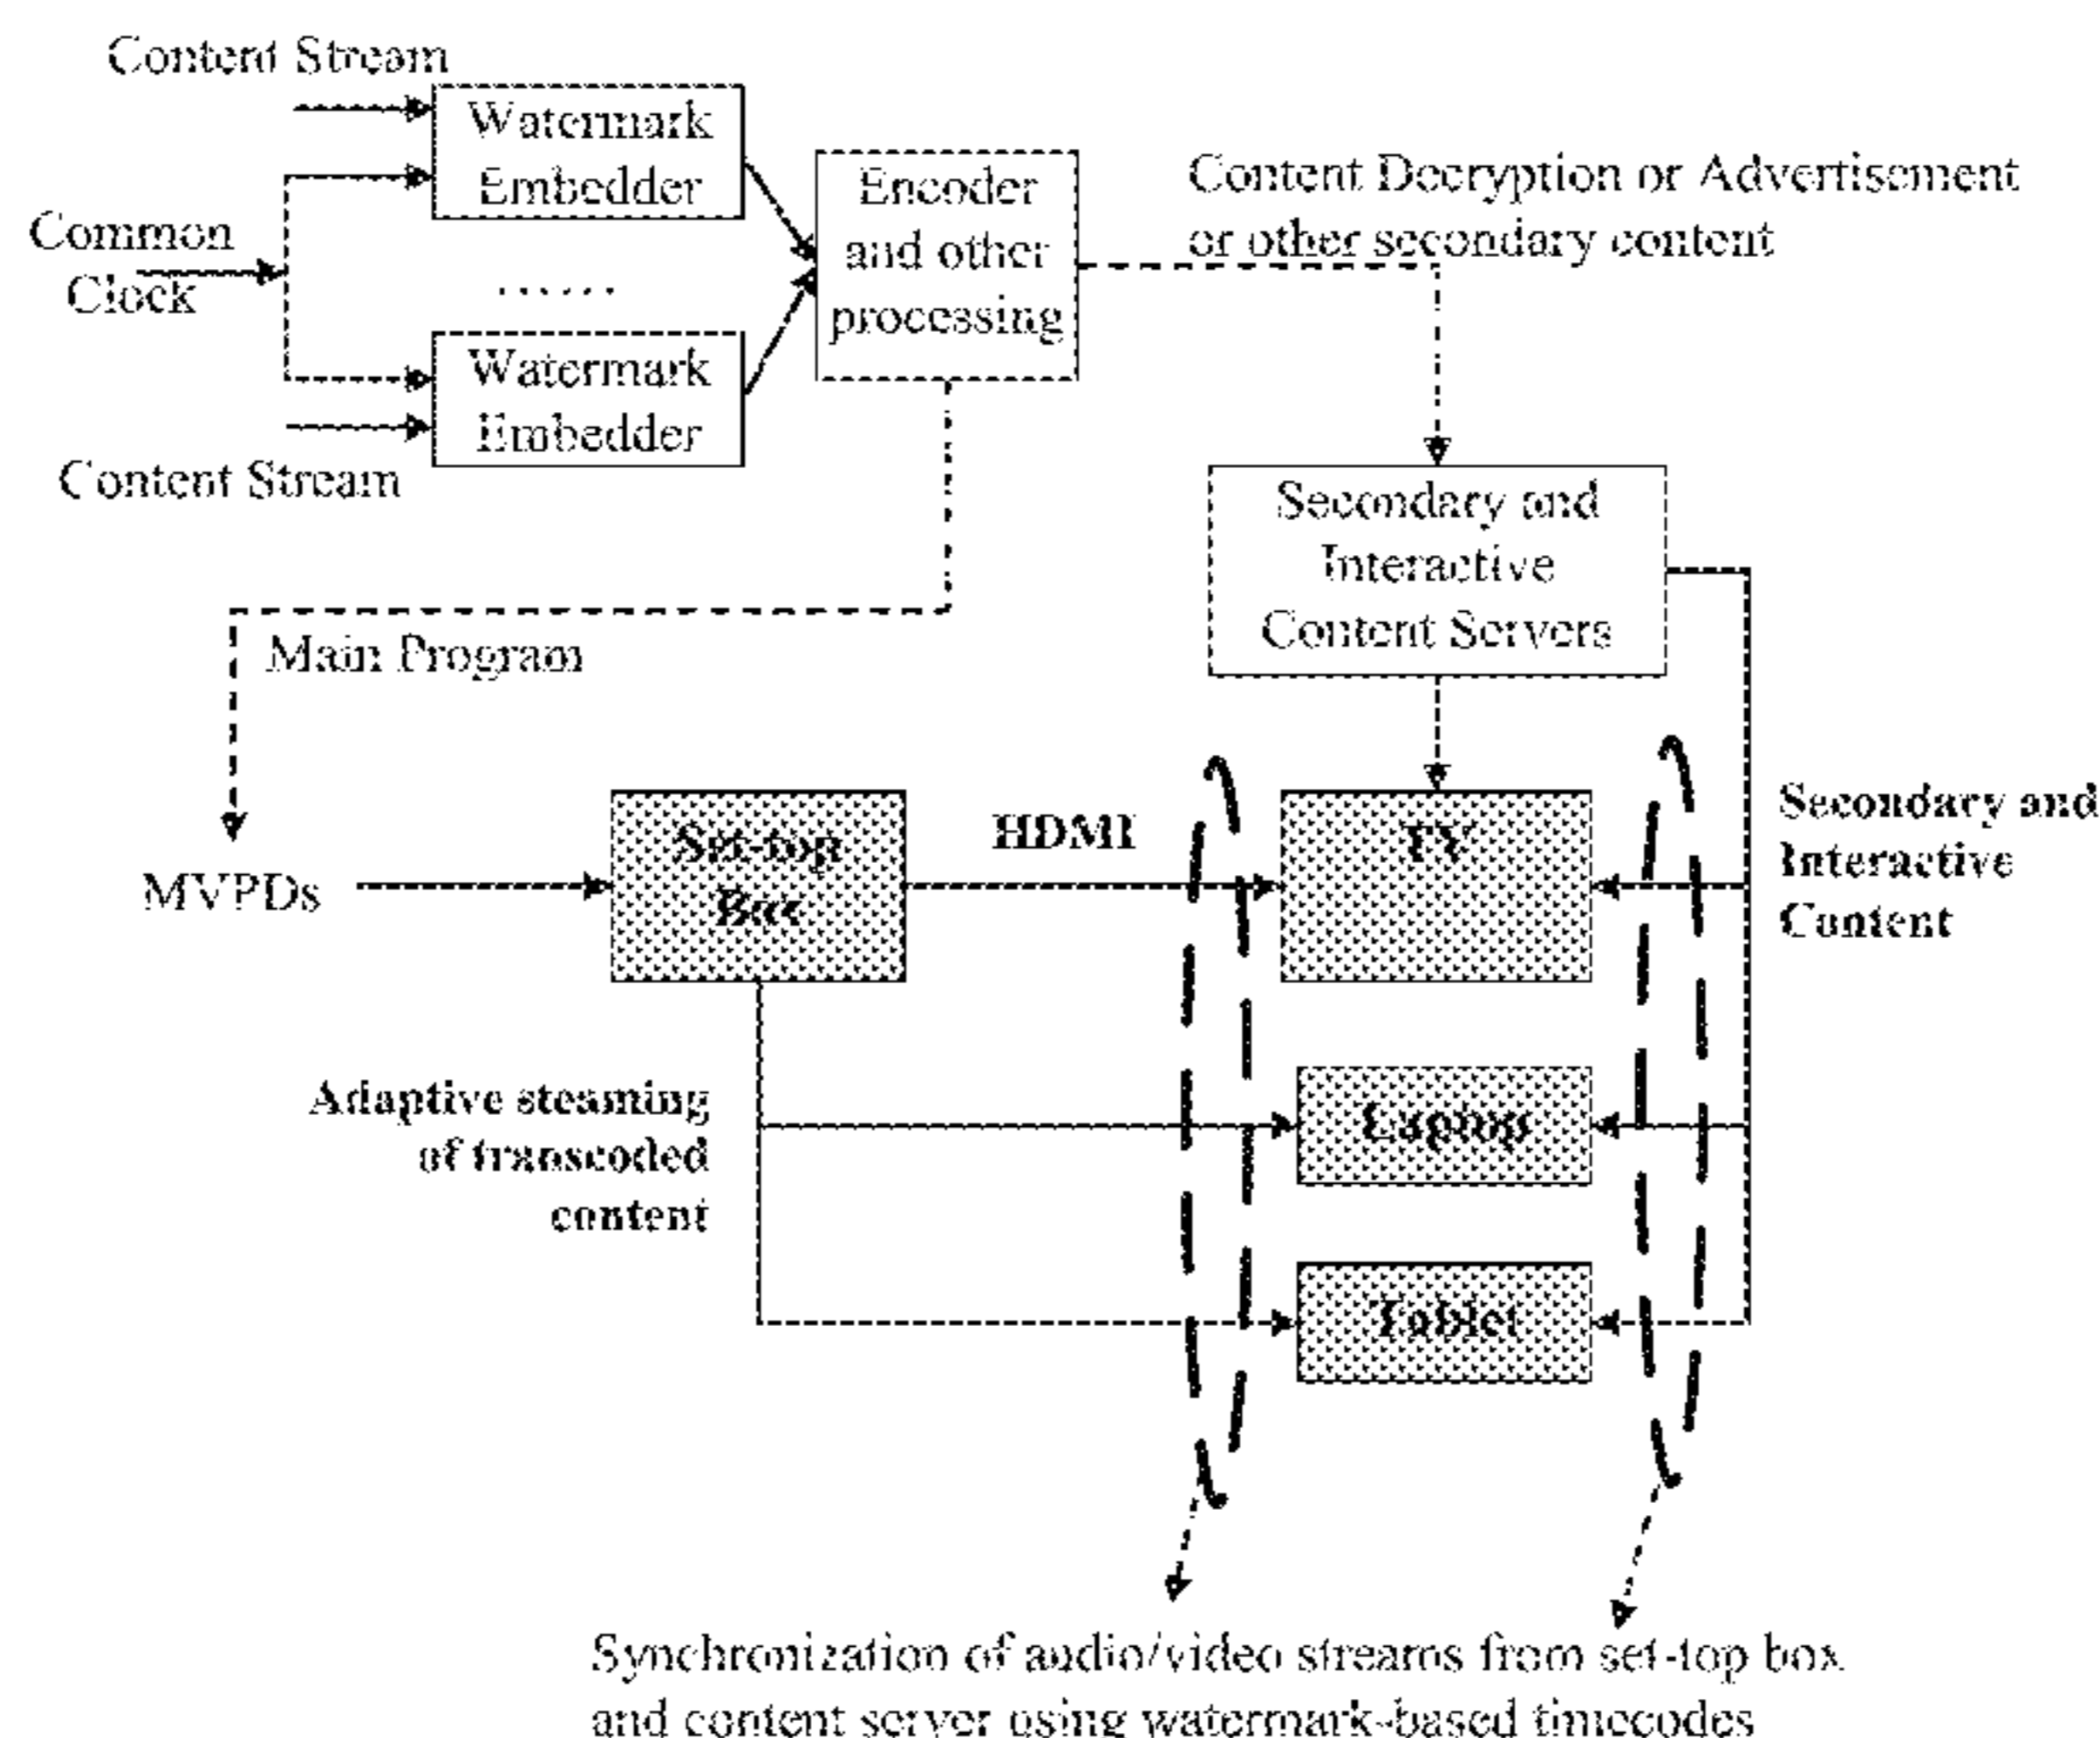 Content Stream
Watermark
Embedder
Common
Clock
......
Watermark
Embedder
Content Stream
Encoder
and other
processing
Content Decryption or Advertisement
or other secondary content
Secondary and
Interactive
Content Servers
Main Program
MVPDs
Set-top
Box
HDMI
TV
Secondary and
Interactive
Content
Adaptive steaming
of transcoded
content
Laptop
Tablet
Synchronization of audio/video streams from set-top box
and content server using watermark-based timecodes